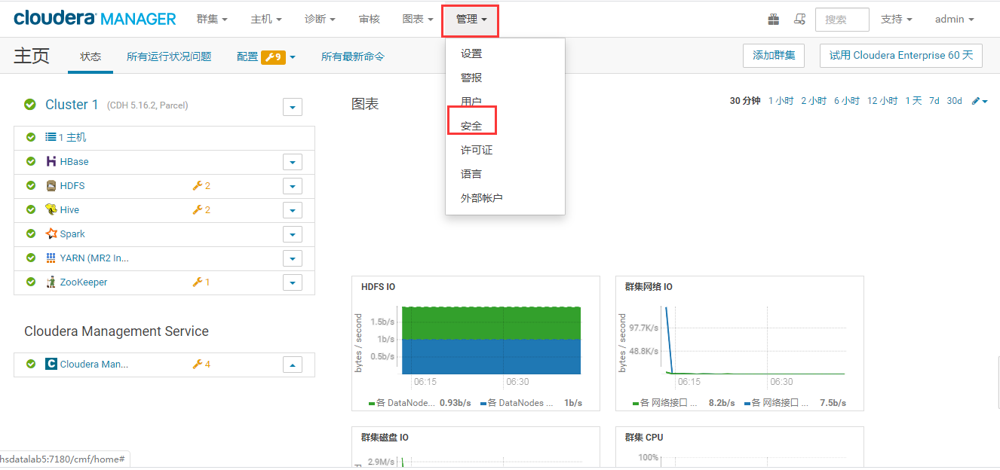 cloudera MANAGER 群集 主机 诊断 审核 图表 管理 搜索 支持 admin
主页 状态 所有运行状况问题 配置 9 所有最新命令 添加群集 试用 Cloudera Enterprise 60 天
设置
警报
用户
安全
许可证
语言
外部帐户
Cluster 1 (CDH 5.16.2, Parcel)
1 主机
HBase
HDFS 2
Hive 2
Spark
YARN (MR2 In...
ZooKeeper 1
Cloudera Management Service
Cloudera Man... 4
图表 30 分钟 1 小时 2 小时 6 小时 12 小时 1 天 7d 30d
HDFS IO
bytes / second
1.5b/s
1b/s
0.5b/s
06:15 06:30
各 DataNode... 0.93b/s 各 DataNodes ... 1b/s
群集网络 IO
bytes / second
97.7K/s
48.8K/s
06:15 06:30
各 网络接口 ... 8.2b/s 各 网络接口 ... 7.5b/s
群集磁盘 IO
2.9M/s
群集 CPU
100%
hsdatalab5:7180/cmf/home#